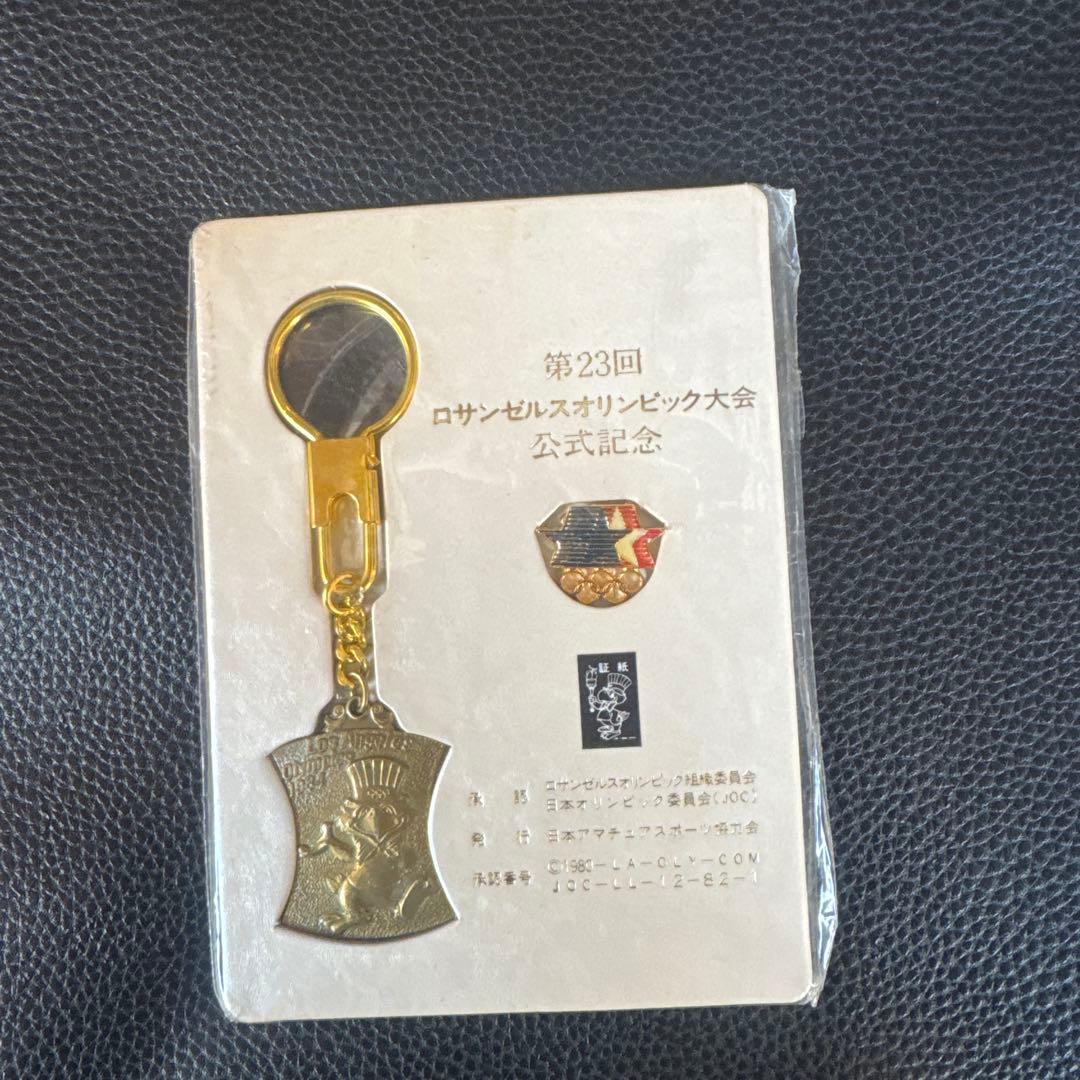 第23回
ロサンゼルスオリンピック大会
公式記念
証紙
承認 ロサンゼルスオリンピック組織委員会
日本オリンピック委員会(JOC)
発行 日本アマチュアスポーツ協力会
承認番号 ©1980-LA-OLY-COM
JOC-LL-12-82-1
LOS ANGELES